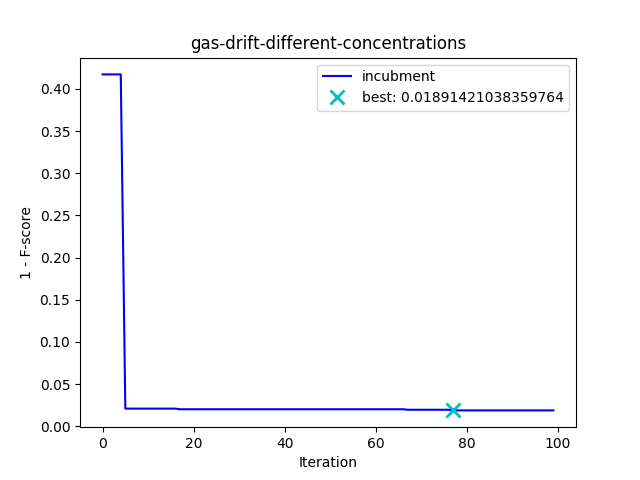 gas-drift-different-concentrations
incubment
best: 0.01891421038359764
1 - F-score
0.40
0.35
0.30
0.25
0.20
0.15
0.10
0.05
0.00
0 20 40 60 80 100
Iteration